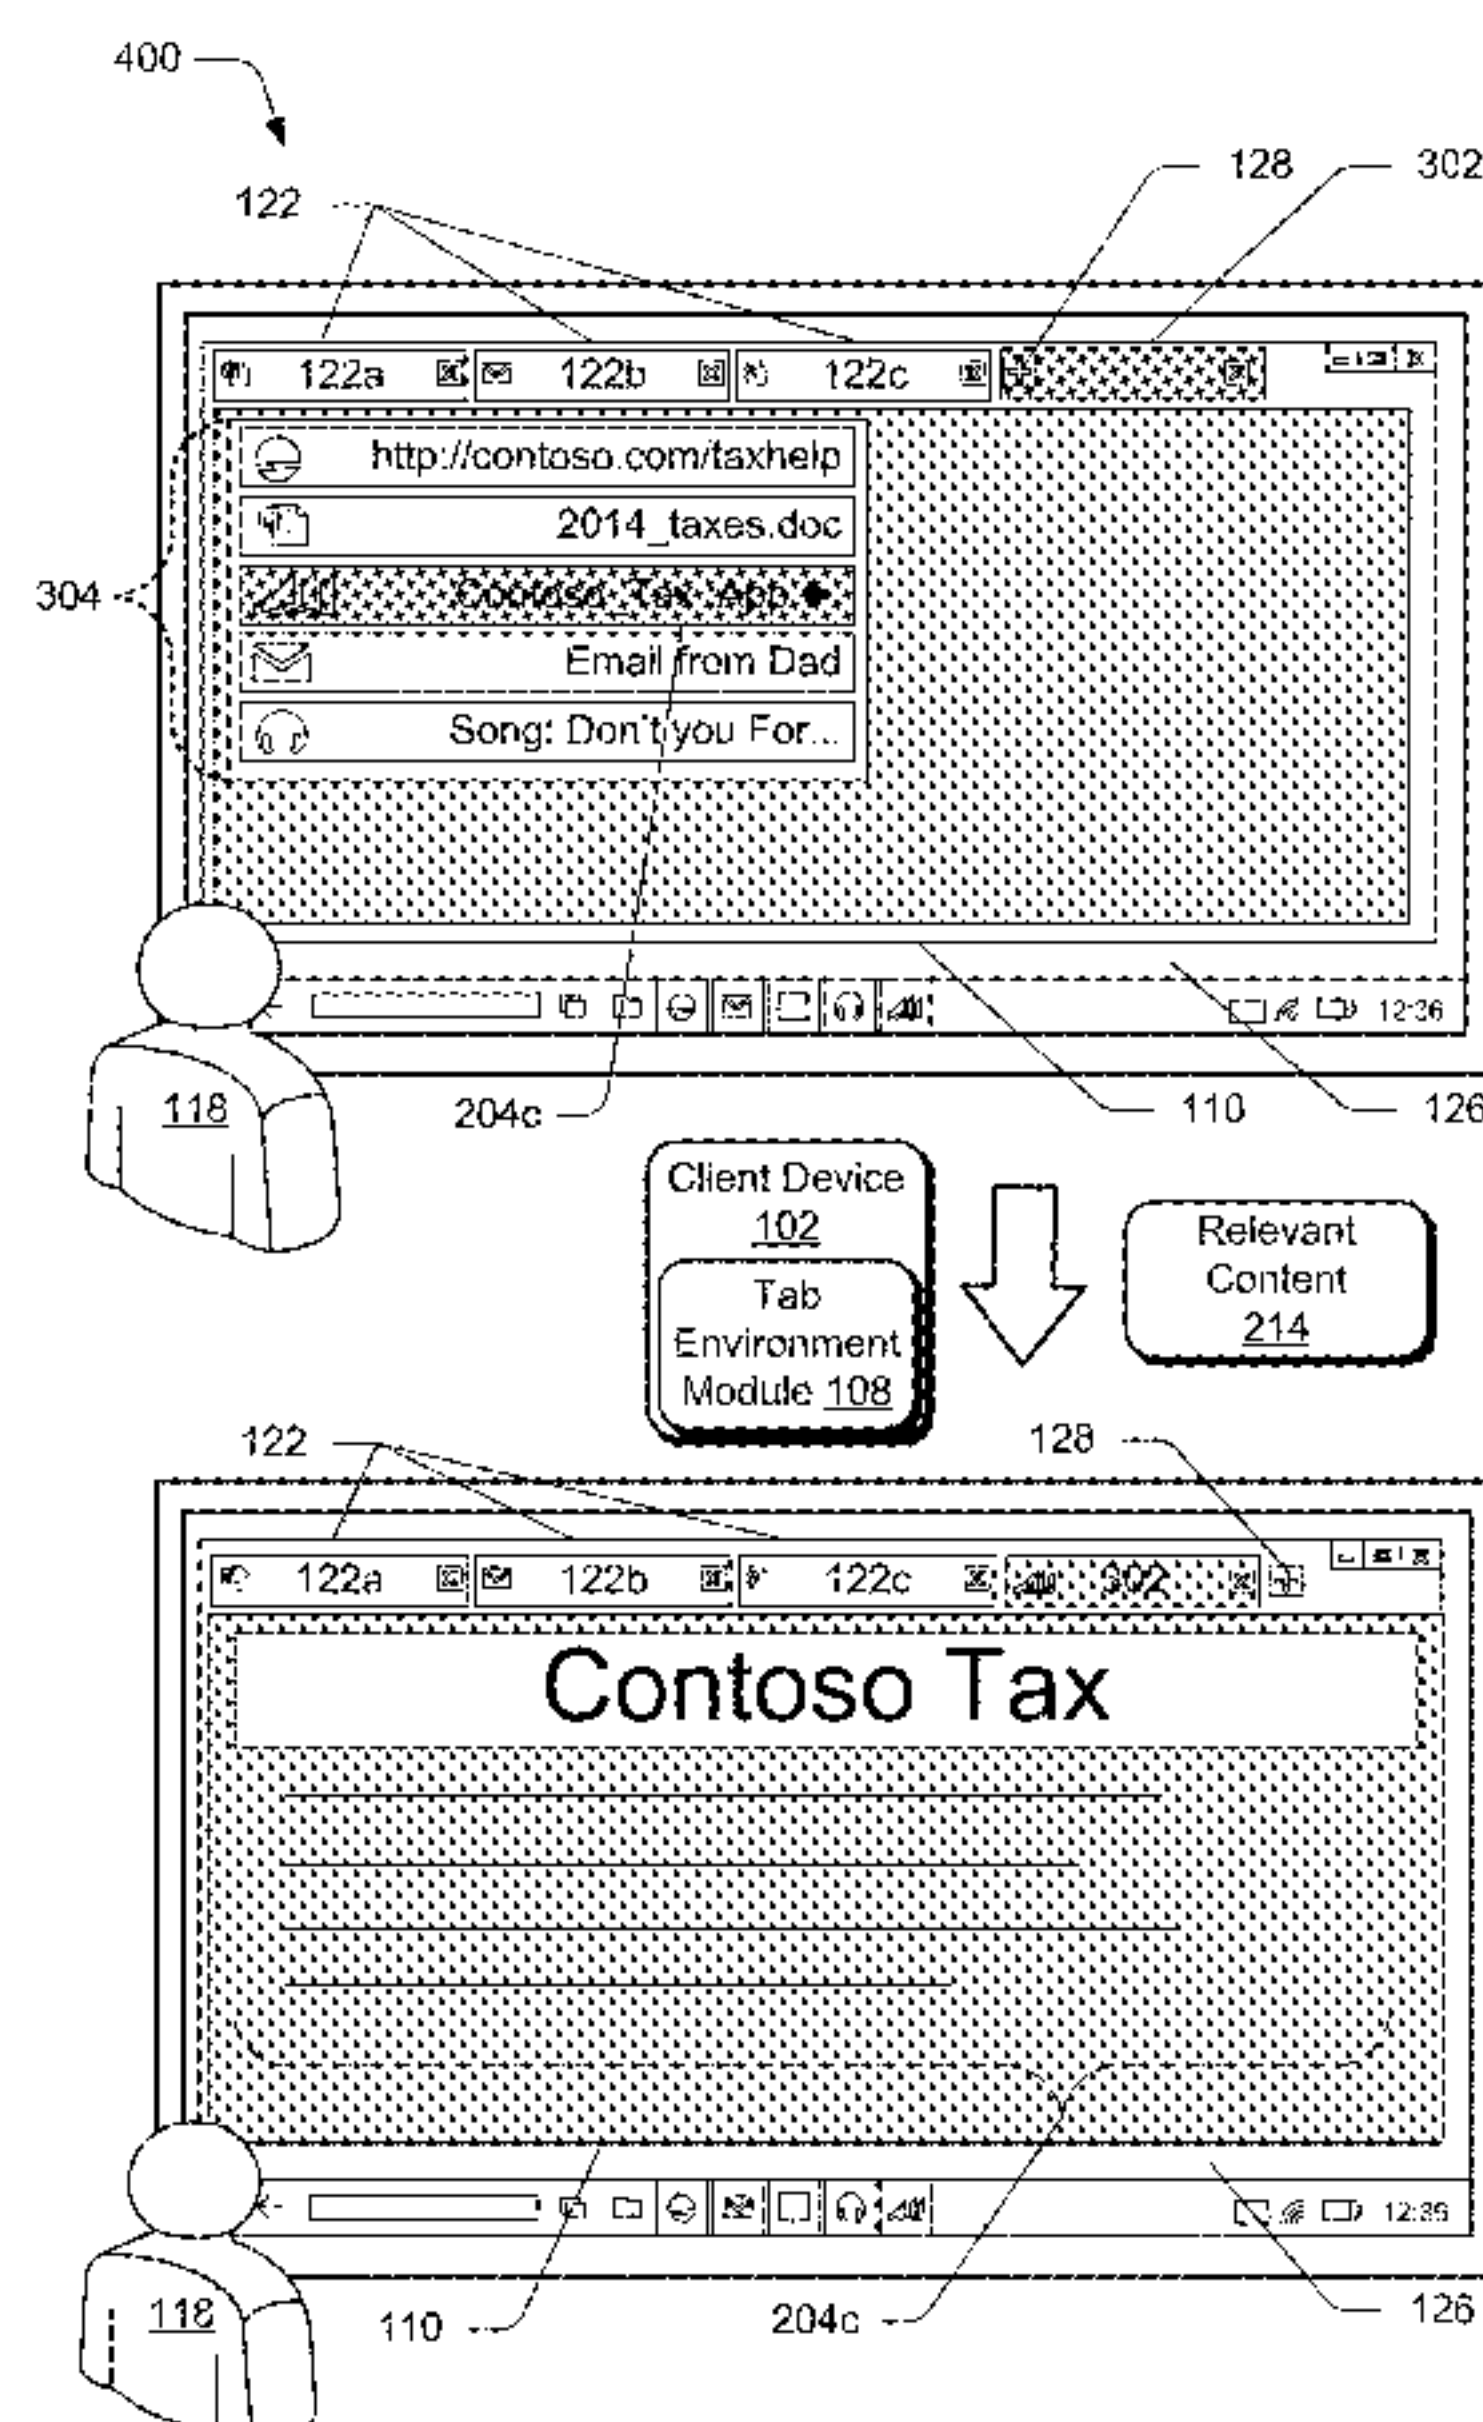 400
128 302
122
122a 122b 122c
http://contoso.com/taxhelp
2014_taxes.doc
304 Contoso_Tax_App
Email from Dad
Song: Don't you For...
12:36
118 204c 110 126
Client Device
102
Tab
Environment
Module 108
Relevant
Content
214
122 128
122a 122b 122c 302
Contoso Tax
118 110 204c 126